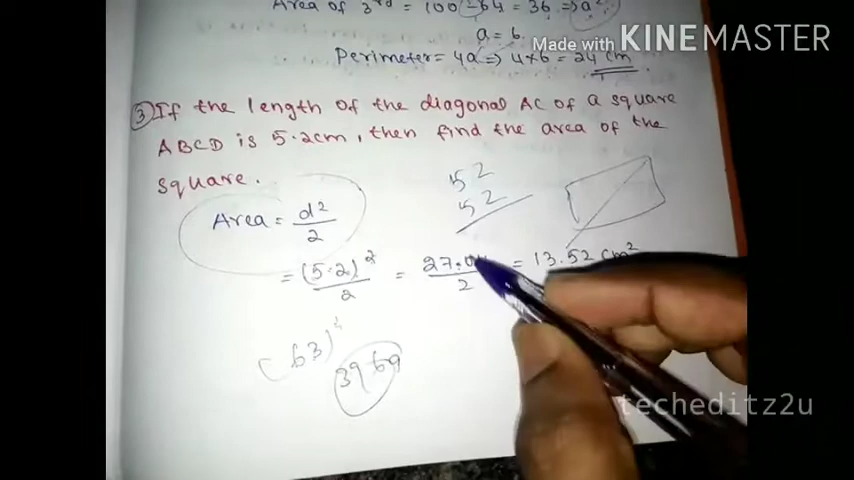 Area of 3rd = 100 - 64 = 36 ⇒ a²
a = 6.
Perimeter = 4a ⇒ 4×6 = 24 cm
Made with KINEMASTER
③ If the length of the diagonal AC of a square
ABCD is 5.2cm, then find the area of the
square.
52
52
Area = d²/2
= (5.2)²/2 = 27.0 /2 = 13.52 cm²
(63)²
3969
techeditz2u